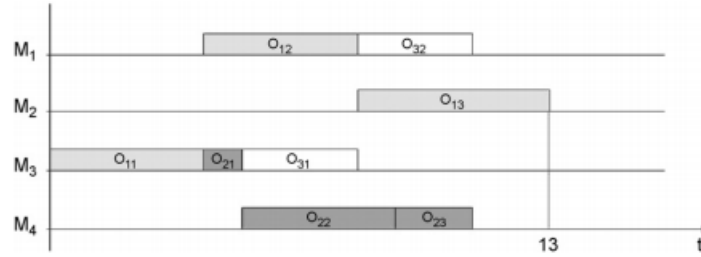 M₁ O₁₂ O₃₂
M₂ O₁₃
M₃ O₁₁ O₂₁ O₃₁
M₄ O₂₂ O₂₃
13 t